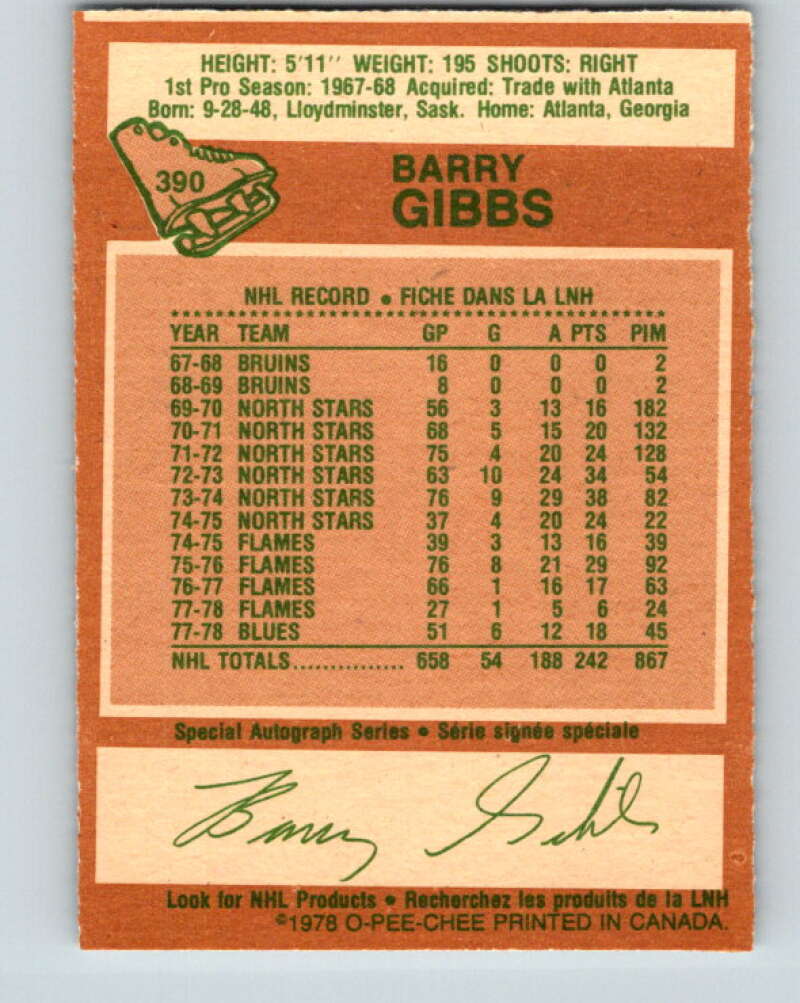 HEIGHT: 5'11" WEIGHT: 195 SHOOTS: RIGHT
1st Pro Season: 1967-68 Acquired: Trade with Atlanta
Born: 9-28-48, Lloydminster, Sask. Home: Atlanta, Georgia
390
BARRY
GIBBS
NHL RECORD • FICHE DANS LA LNH
YEAR TEAM GP G A PTS PIM
67-68 BRUINS 16 0 0 0 2
68-69 BRUINS 8 0 0 0 2
69-70 NORTH STARS 56 3 13 16 182
70-71 NORTH STARS 68 5 15 20 132
71-72 NORTH STARS 75 4 20 24 128
72-73 NORTH STARS 63 10 24 34 54
73-74 NORTH STARS 76 9 29 38 82
74-75 NORTH STARS 37 4 20 24 22
74-75 FLAMES 39 3 13 16 39
75-76 FLAMES 76 8 21 29 92
76-77 FLAMES 66 1 16 17 63
77-78 FLAMES 27 1 5 6 24
77-78 BLUES 51 6 12 18 45
NHL TOTALS............... 658 54 188 242 867
Special Autograph Series • Série signée spéciale
Barry Gibbs
Look for NHL Products • Recherchez les produits de la LNH
©1978 O-PEE-CHEE PRINTED IN CANADA.